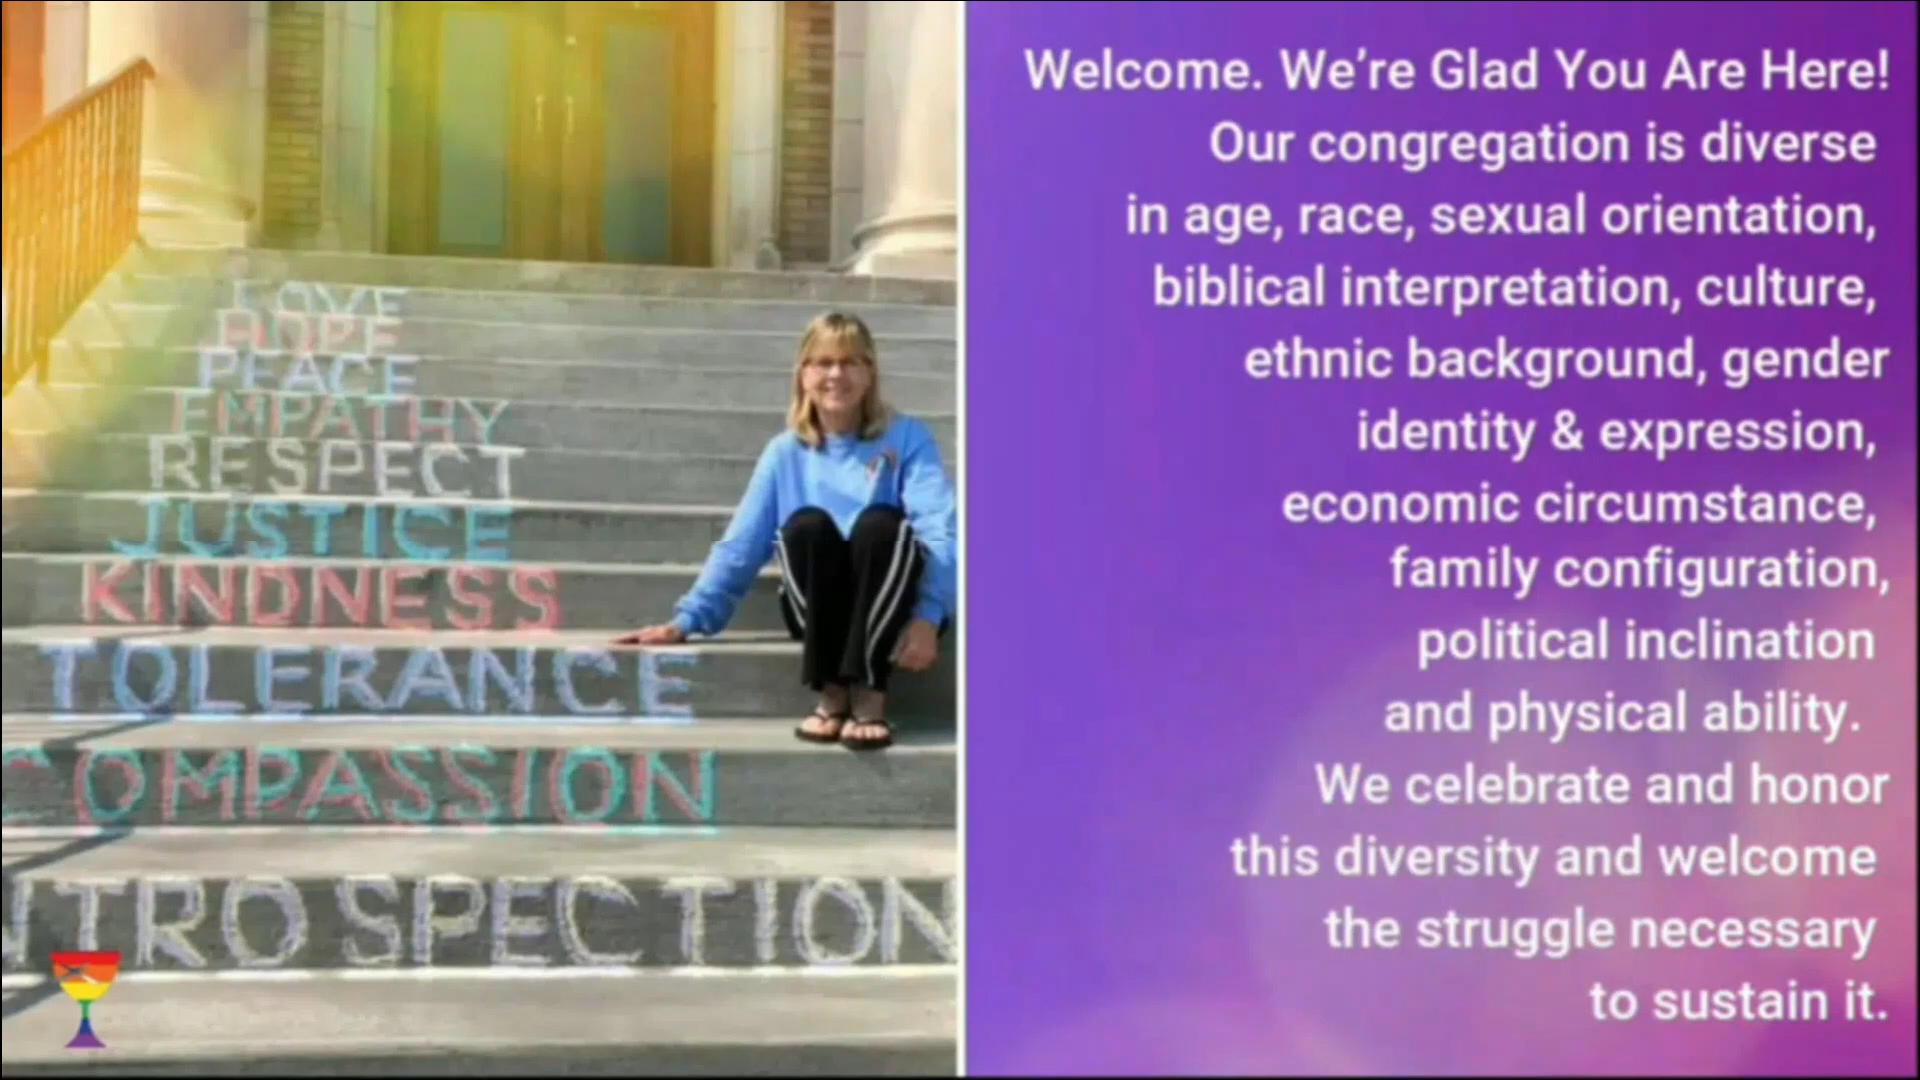 LOVE
HOPE
PEACE
EMPATHY
RESPECT
JUSTICE
KINDNESS
TOLERANCE
COMPASSION
NTROSPECTION
Welcome. We're Glad You Are Here!
Our congregation is diverse
in age, race, sexual orientation,
biblical interpretation, culture,
ethnic background, gender
identity & expression,
economic circumstance,
family configuration,
political inclination
and physical ability.
We celebrate and honor
this diversity and welcome
the struggle necessary
to sustain it.